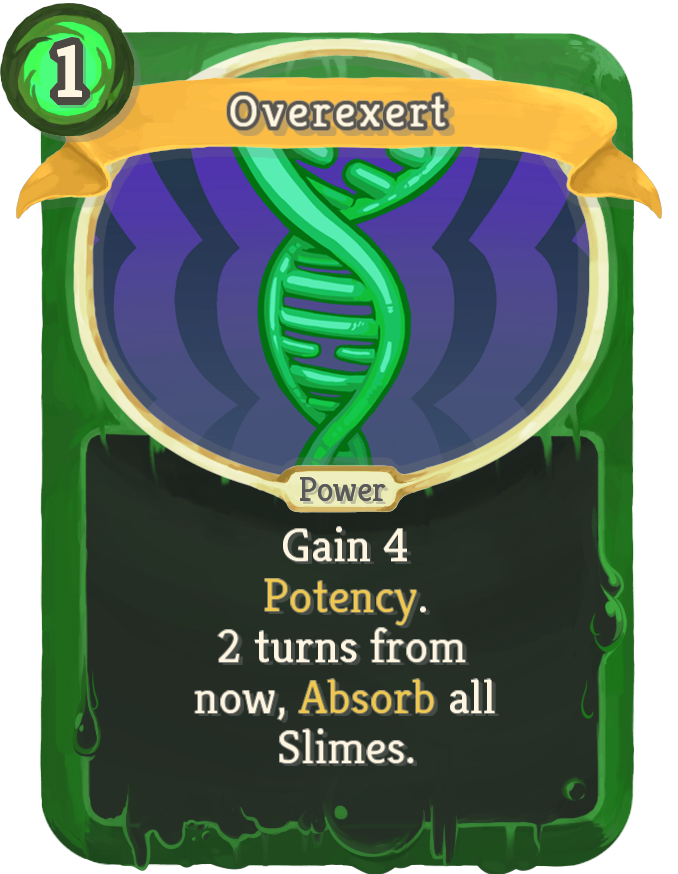 1
Overexert
Power
Gain 4
Potency.
2 turns from
now, Absorb all
Slimes.